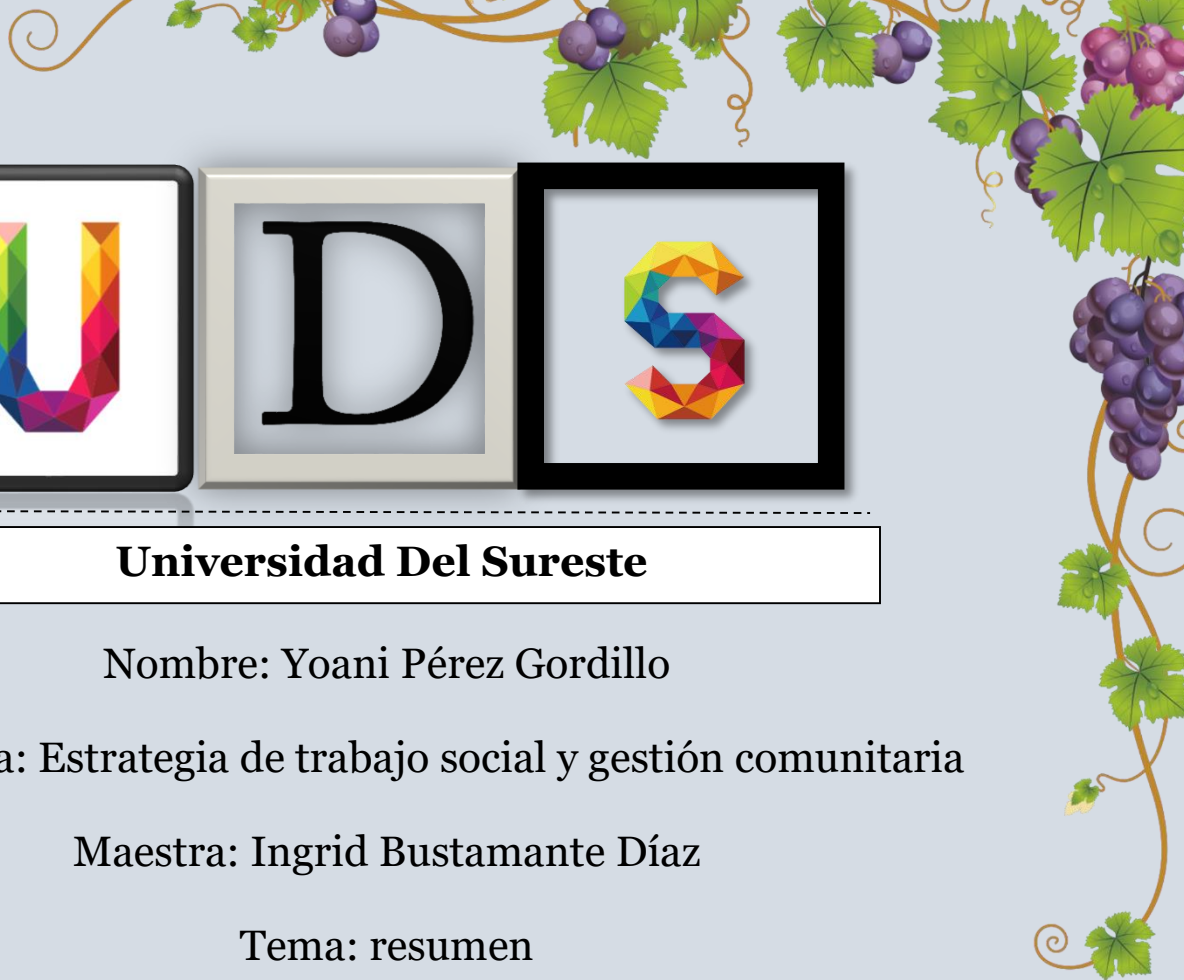 U D S
Universidad Del Sureste
Nombre: Yoani Pérez Gordillo
a: Estrategia de trabajo social y gestión comunitaria
Maestra: Ingrid Bustamante Díaz
Tema: resumen